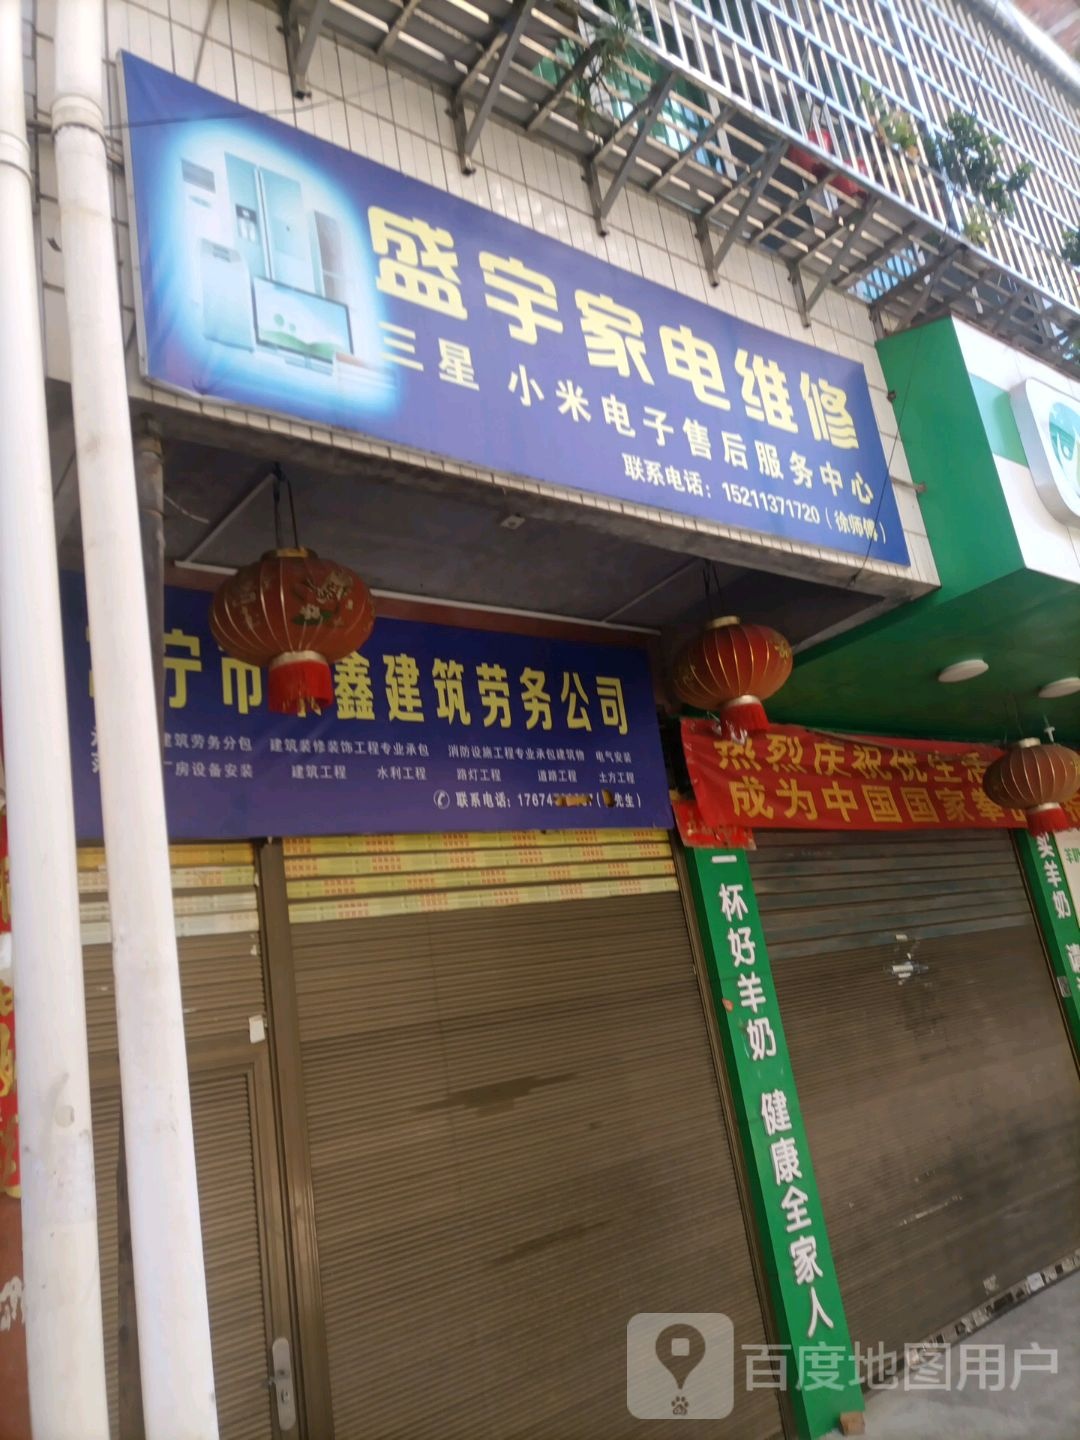 盛宇家电维修
三星 小米电子售后服务中心
联系电话：15211371720（徐师傅）
宁市 鑫建筑劳务公司
建筑劳务分包 建筑装修装饰工程专业承包 消防设施工程专业承包建筑物 电气安装
厂房设备安装 建筑工程 水利工程 路灯工程 道路工程 土方工程
联系电话：17674 先生）
热烈庆祝优生活
成为中国国家拳
一杯好羊奶 健康全家人
买羊奶
百度地图用户